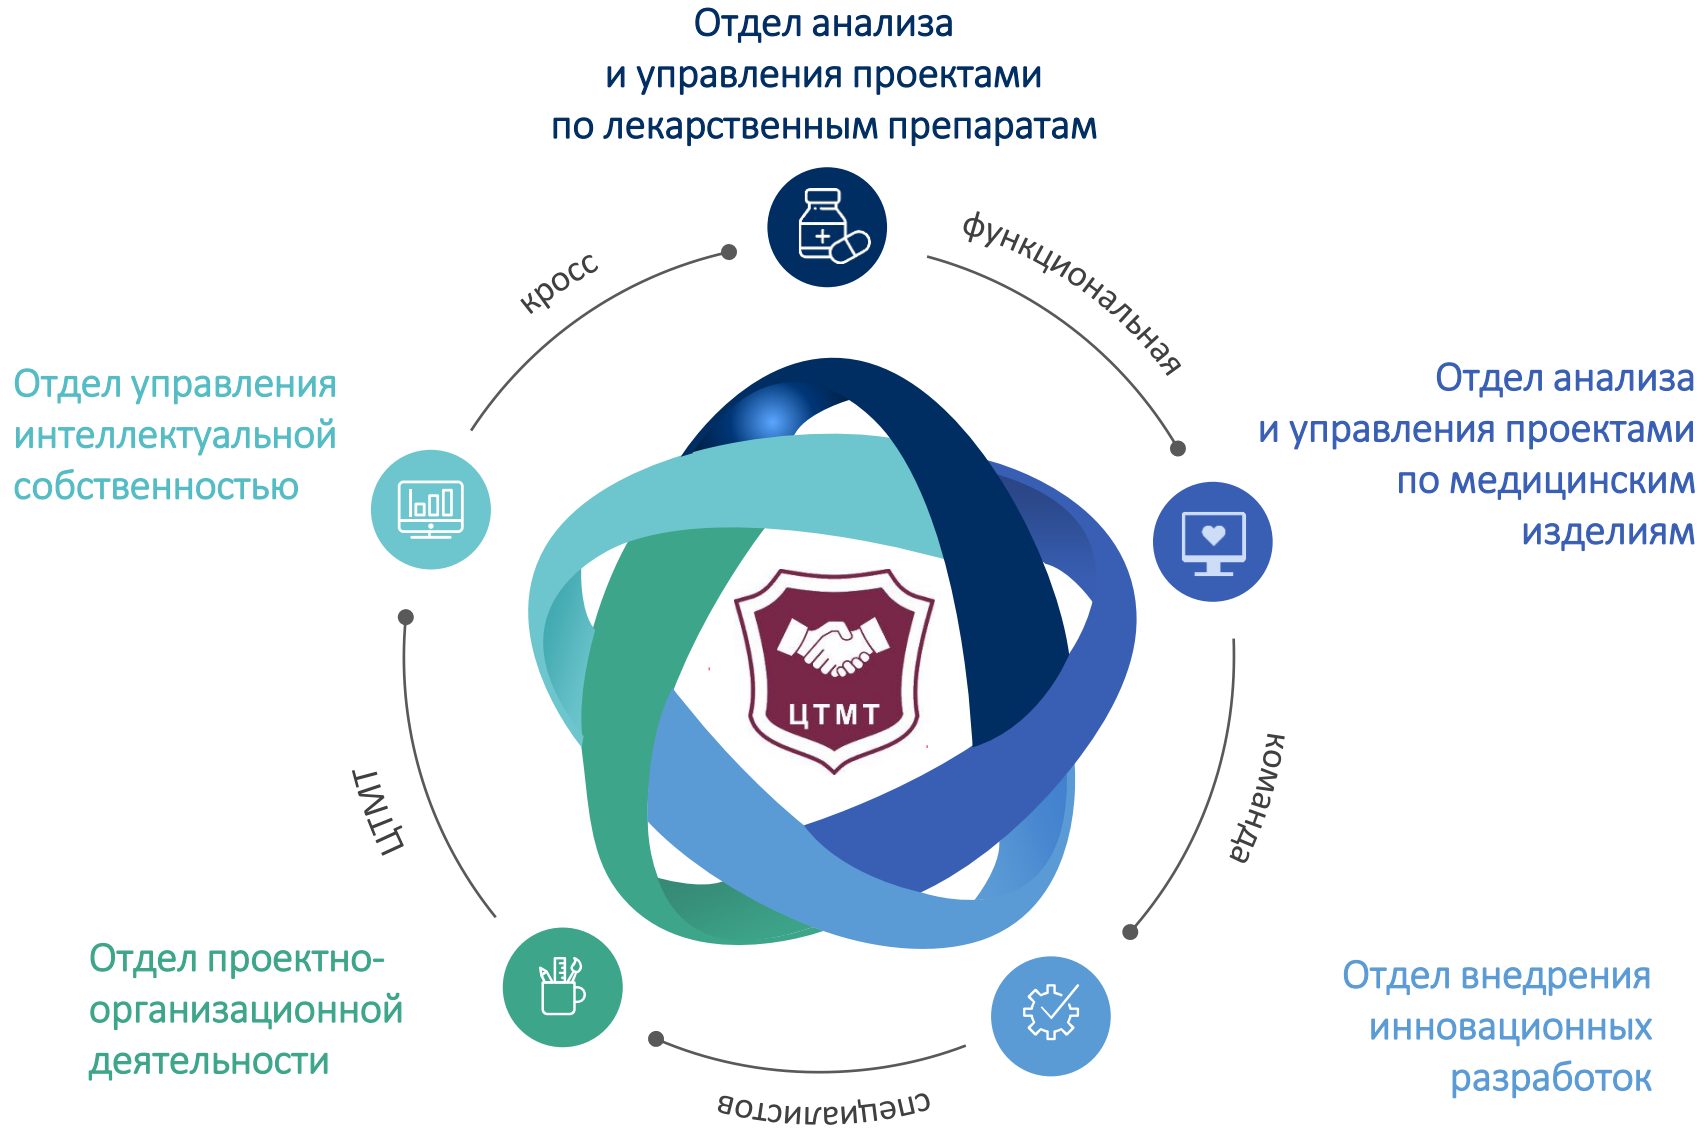 Отдел анализа
и управления проектами
по лекарственным препаратам
кросс
функциональная
Отдел управления
интеллектуальной
собственностью
Отдел анализа
и управления проектами
по медицинским
изделиям
ЦТМТ
команда
ЦТМТ
Отдел проектно-
организационной
деятельности
Отдел внедрения
инновационных
разработок
специалистов